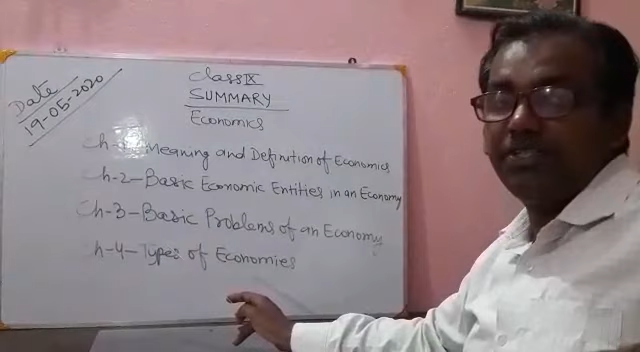 Date
19-05-2020
Class IX
SUMMARY
Economics
Ch- Meaning and Definition of Economics
Ch-2-Basic Economic Entities in an Economy
Ch-3-Basic Problems of an Economy
Ch-4-Types of Economies